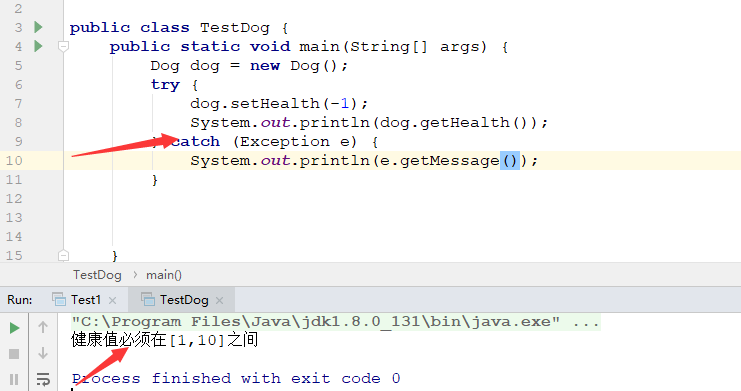 2
3 public class TestDog {
4 public static void main(String[] args) {
5 Dog dog = new Dog();
6 try {
7 dog.setHealth(-1);
8 System.out.println(dog.getHealth());
9 } catch (Exception e) {
10 System.out.println(e.getMessage());
11 }
12
13
14
15 }
TestDog > main()
Run: Test1 × TestDog ×
"C:\Program Files\Java\jdk1.8.0_131\bin\java.exe" ...
健康值必须在[1,10]之间
Process finished with exit code 0